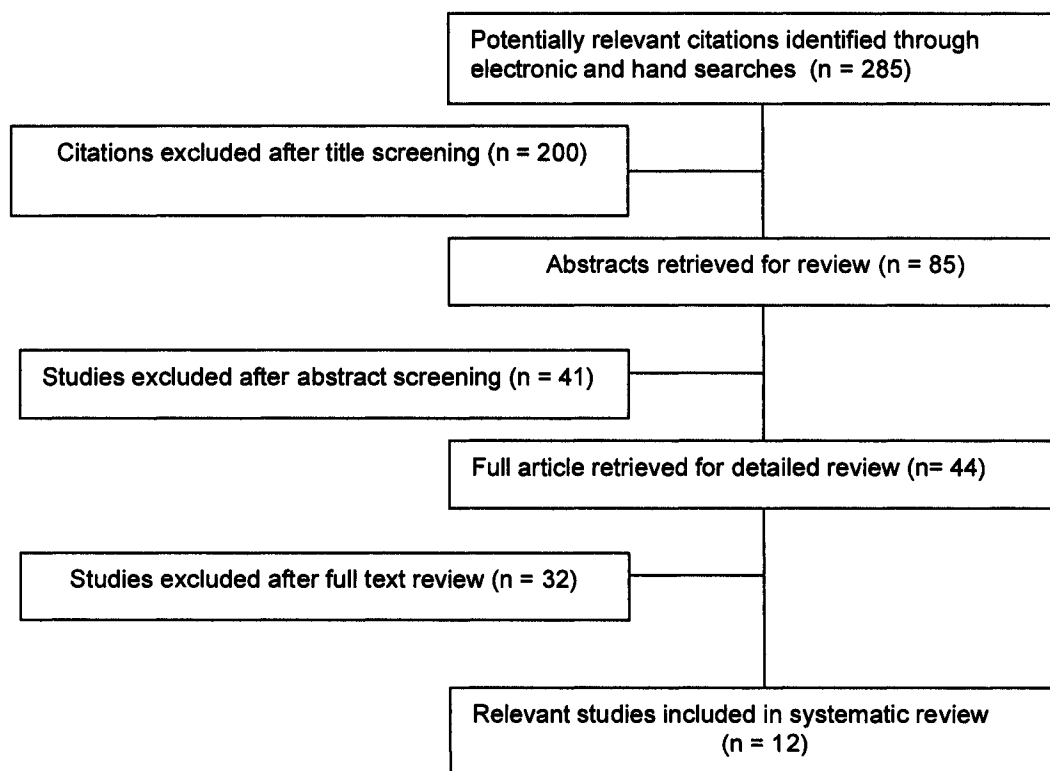 Potentially relevant citations identified through
electronic and hand searches (n = 285)
Citations excluded after title screening (n = 200)
Abstracts retrieved for review (n = 85)
Studies excluded after abstract screening (n = 41)
Full article retrieved for detailed review (n= 44)
Studies excluded after full text review (n = 32)
Relevant studies included in systematic review
(n = 12)